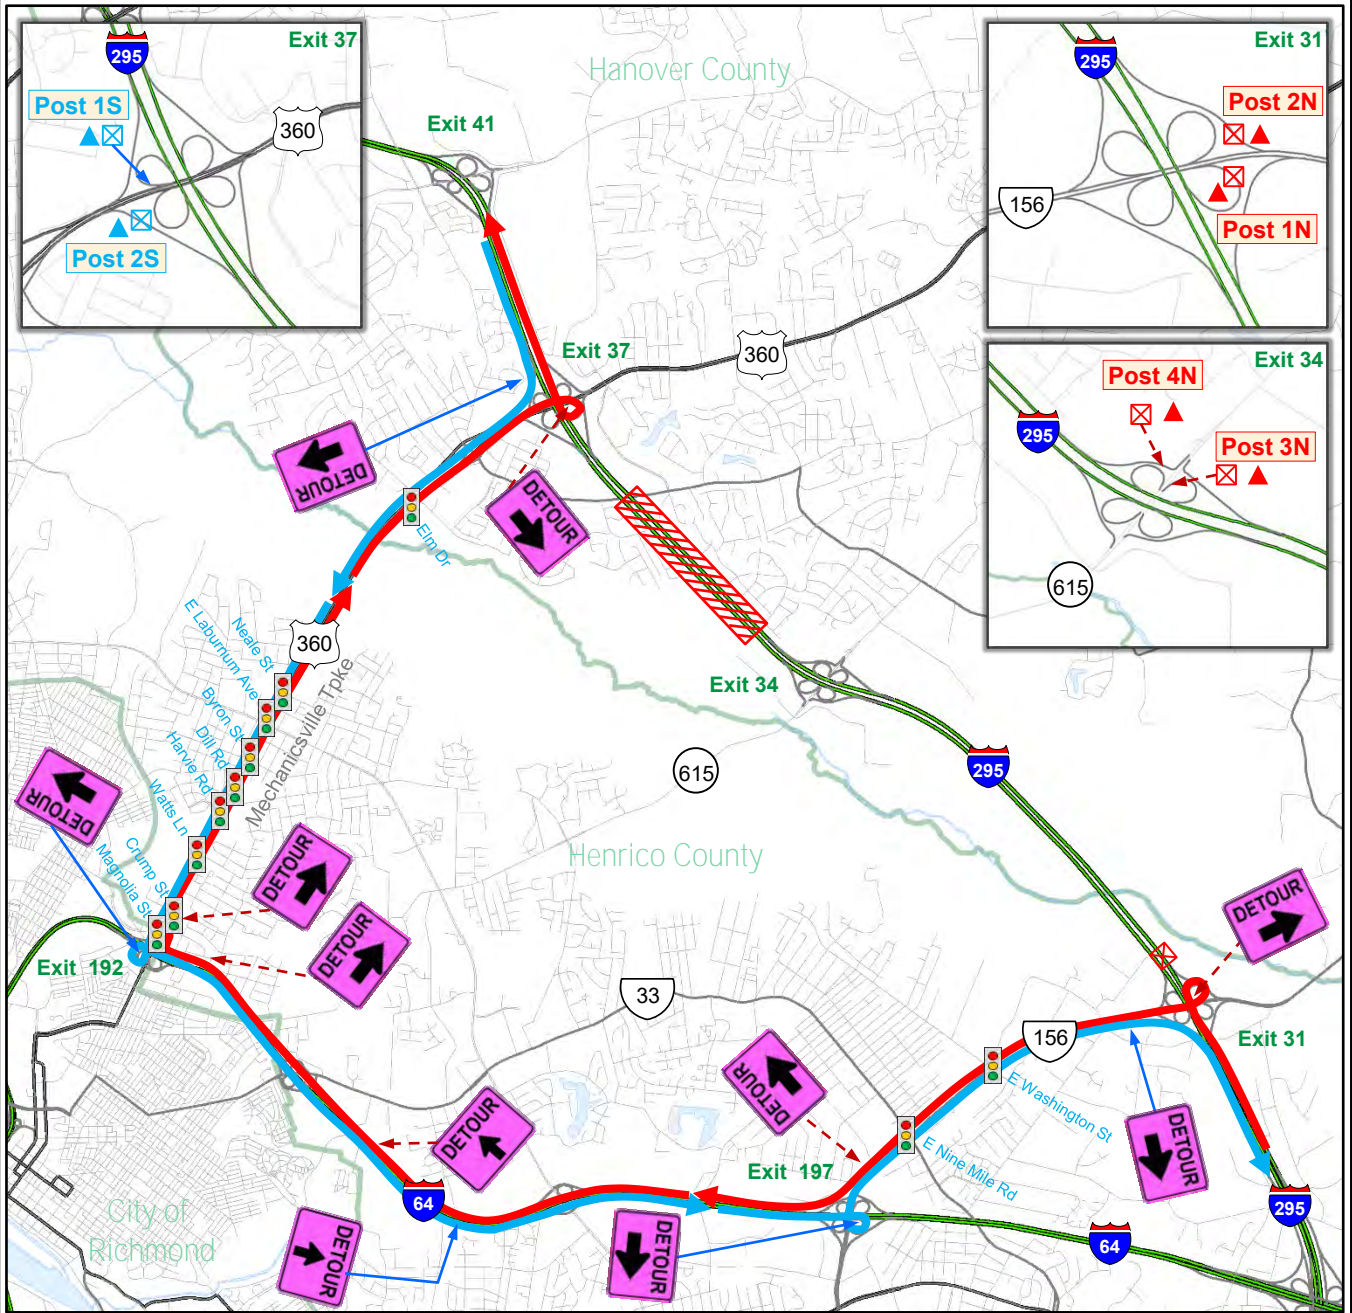 Exit 37
295
Post 1S
360
Post 2S
Hanover County
Exit 41
Exit 31
295
Post 2N
156
Post 1N
Exit 37
360
Exit 34
Post 4N
295
Post 3N
615
DETOUR
DETOUR
Elm Dr
Neale St
E Laburnum Ave
Byron St
Dill Rd
Harvie Rd
Watts Ln
Crump St
Magnolia St
360
Mechanicsville Tpke
Exit 34
615
295
DETOUR
DETOUR
DETOUR
Henrico County
DETOUR
Exit 192
33
156
Exit 31
E Washington St
E Nine Mile Rd
DETOUR
DETOUR
DETOUR
Exit 197
64
City of
Richmond
DETOUR
DETOUR
64
295